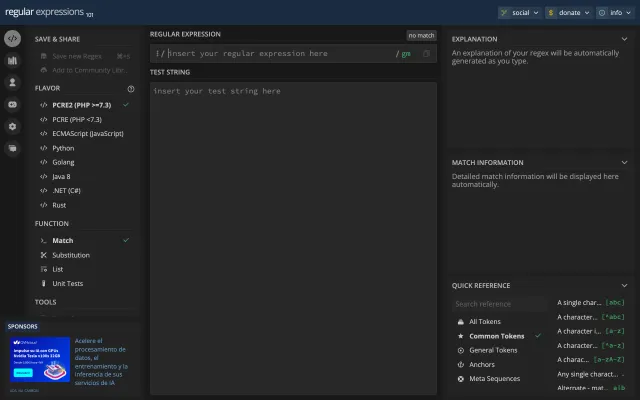 regular expressions 101
social
donate
info
SAVE & SHARE
Save new Regex ⌘+S
Add to Community Libr...
FLAVOR
PCRE2 (PHP >=7.3)
PCRE (PHP <7.3)
ECMAScript (JavaScript)
Python
Golang
Java 8
.NET (C#)
Rust
FUNCTION
Match
Substitution
List
Unit Tests
TOOLS
SPONSORS
Acelere el procesamiento de datos, el entrenamiento y la inferencia de sus servicios de IA
REGULAR EXPRESSION
no match
/ insert your regular expression here / gm
TEST STRING
insert your test string here
EXPLANATION
An explanation of your regex will be automatically
generated as you type.
MATCH INFORMATION
Detailed match information will be displayed here
automatically.
QUICK REFERENCE
Search reference
All Tokens
Common Tokens
General Tokens
Anchors
Meta Sequences
A single char... [abc]
A character... [^abc]
A character i... [a-z]
A character... [^a-z]
A charac... [a-zA-Z]
Any single charact... .
Alternate - mat... a|b